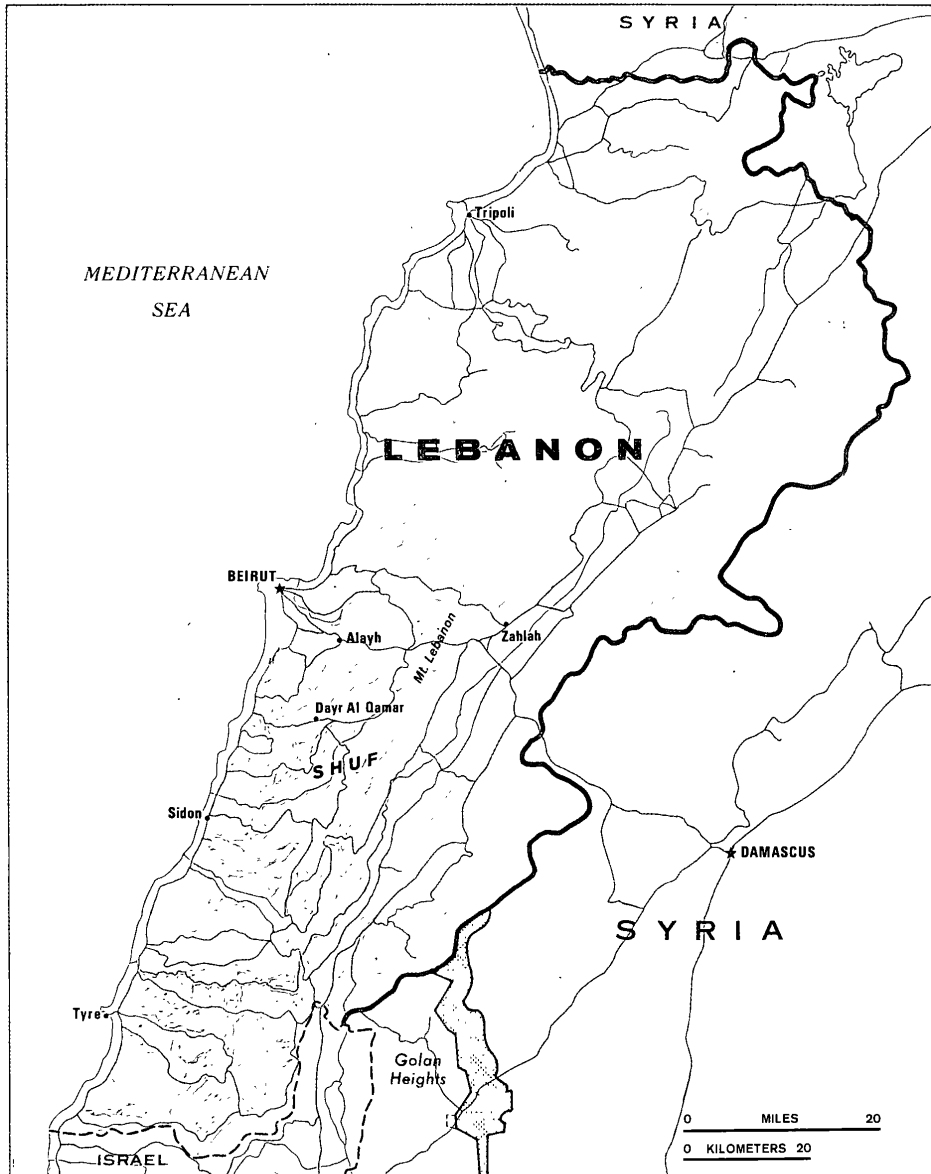 SYRIA
Tripoli
MEDITERRANEAN
SEA
LEBANON
BEIRUT
Alayh
Mt. Lebanon
Zahlah
Dayr Al Qamar
SHUF
Sidon
DAMASCUS
SYRIA
Tyre
Golan
Heights
ISRAEL
0 MILES 20
0 KILOMETERS 20